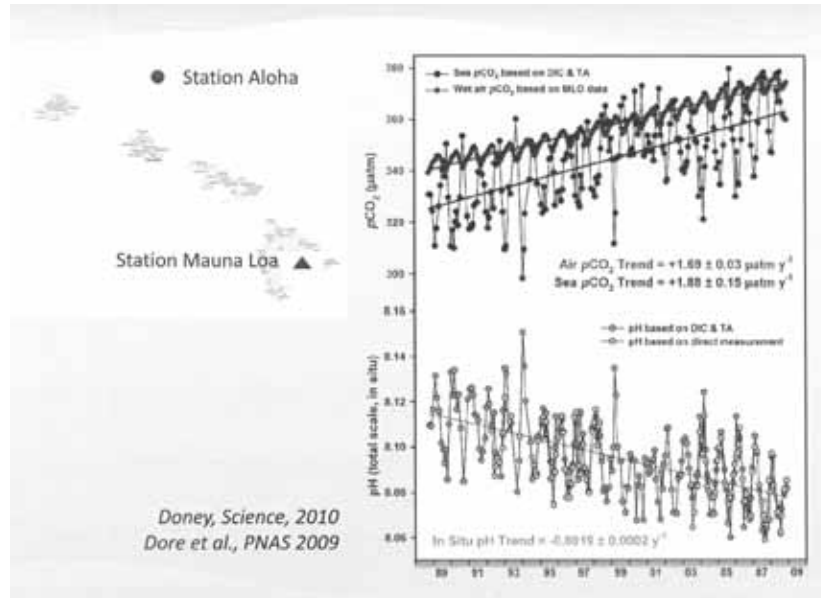 Station Aloha
Station Mauna Loa
Doney, Science, 2010
Dore et al., PNAS 2009
Sea pCO2 based on DIC & TA
Wet air pCO2 based on MLO data
380
360
340
320
300
pCO2 (µatm)
Air pCO2 Trend = +1.69 ± 0.03 µatm y-1
Sea pCO2 Trend = +1.88 ± 0.15 µatm y-1
8.16
8.14
8.12
8.10
8.08
8.06
pH (total scale, in situ)
pH based on DIC & TA
pH based on direct measurement
In Situ pH Trend = -0.0019 ± 0.0002 y-1
89 91 93 95 97 99 01 03 05 07 09